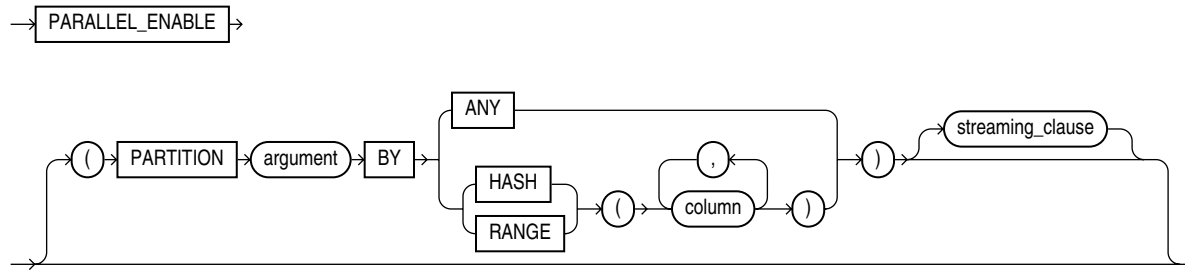 PARALLEL_ENABLE
ANY
streaming_clause
( PARTITION argument BY ) 
,
HASH
( column )
RANGE